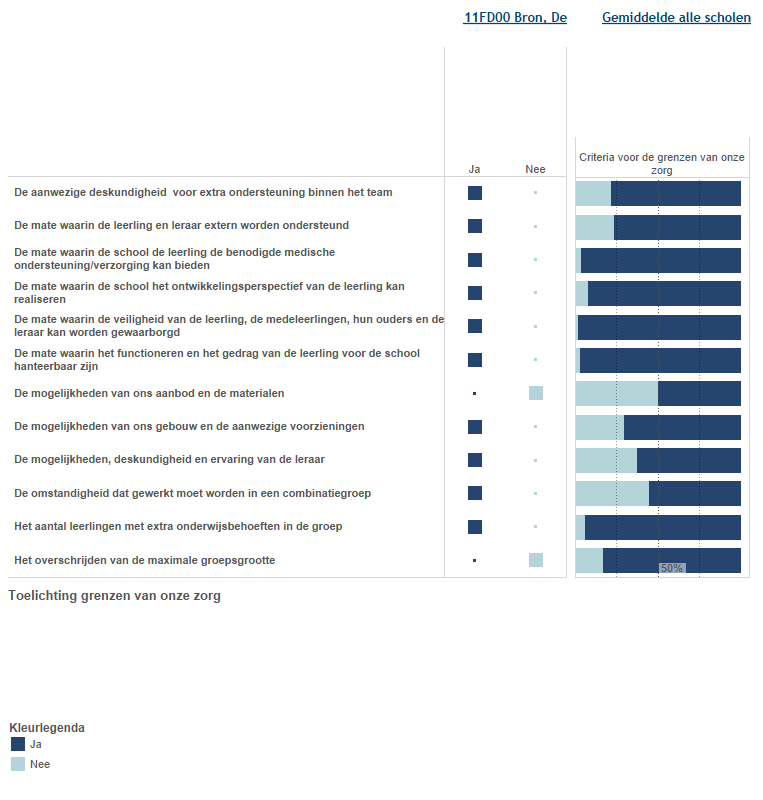 11FD00 Bron, De Gemiddelde alle scholen
Ja Nee Criteria voor de grenzen van onze
zorg
De aanwezige deskundigheid voor extra ondersteuning binnen het team
De mate waarin de leerling en leraar extern worden ondersteund
De mate waarin de school de leerling de benodigde medische
ondersteuning/verzorging kan bieden
De mate waarin de school het ontwikkelingsperspectief van de leerling kan
realiseren
De mate waarin de veiligheid van de leerling, de medeleerlingen, hun ouders en de
leraar kan worden gewaarborgd
De mate waarin het functioneren en het gedrag van de leerling voor de school
hanteerbaar zijn
De mogelijkheden van ons aanbod en de materialen
De mogelijkheden van ons gebouw en de aanwezige voorzieningen
De mogelijkheden, deskundigheid en ervaring van de leraar
De omstandigheid dat gewerkt moet worden in een combinatiegroep
Het aantal leerlingen met extra onderwijsbehoeften in de groep
Het overschrijden van de maximale groepsgrootte
50%
Toelichting grenzen van onze zorg
Kleurlegenda
Ja
Nee